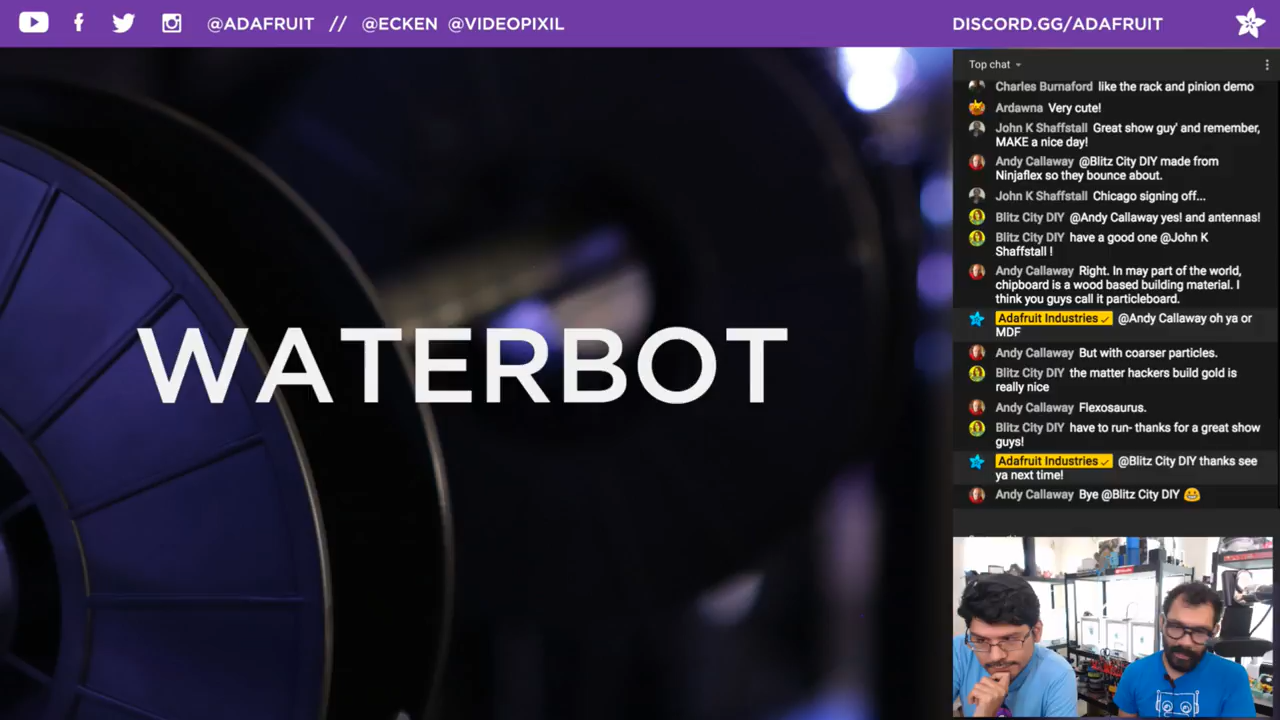 @ADAFRUIT // @ECKEN @VIDEOPIXIL
DISCORD.GG/ADAFRUIT
Top chat
Charles Burnaford like the rack and pinion demo
Ardawna Very cute!
John K Shaffstall Great show guy' and remember,
MAKE a nice day!
Andy Callaway @Blitz City DIY made from
Ninjaflex so they bounce about.
John K Shaffstall Chicago signing off...
Blitz City DIY @Andy Callaway yes! and antennas!
Blitz City DIY have a good one @John K
Shaffstall !
Andy Callaway Right. In may part of the world,
chipboard is a wood based building material. I
think you guys call it particleboard.
Adafruit Industries @Andy Callaway oh ya or
MDF
Andy Callaway But with coarser particles.
Blitz City DIY the matter hackers build gold is
really nice
Andy Callaway Flexosaurus.
Blitz City DIY have to run- thanks for a great show
guys!
Adafruit Industries @Blitz City DIY thanks see
ya next time!
Andy Callaway Bye @Blitz City DIY 😁
WATERBOT